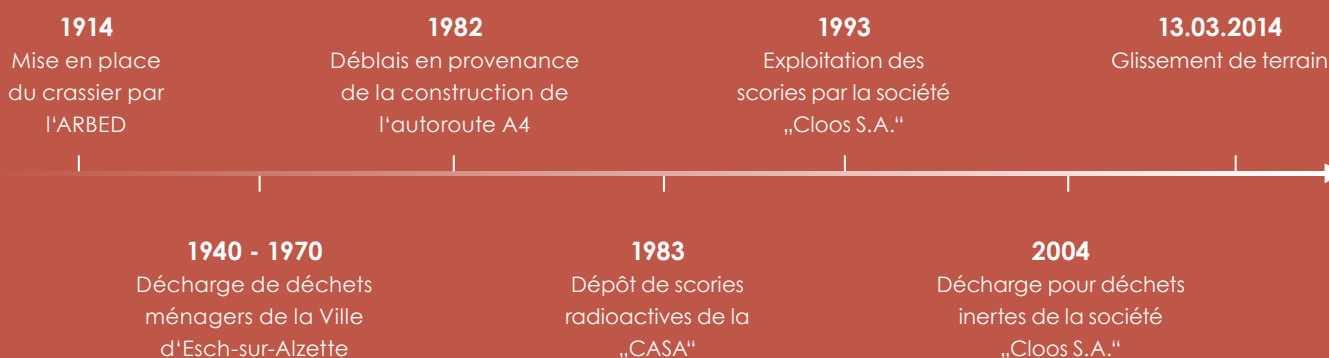 1914
Mise en place
du crassier par
l‘ARBED
1982
Déblais en provenance
de la construction de
l‘autoroute A4
1993
Exploitation des
scories par la société
„Cloos S.A.“
13.03.2014
Glissement de terrain
1940 - 1970
Décharge de déchets
ménagers de la Ville
d‘Esch-sur-Alzette
1983
Dépôt de scories
radioactives de la
„CASA“
2004
Décharge pour déchets
inertes de la société
„Cloos S.A.“